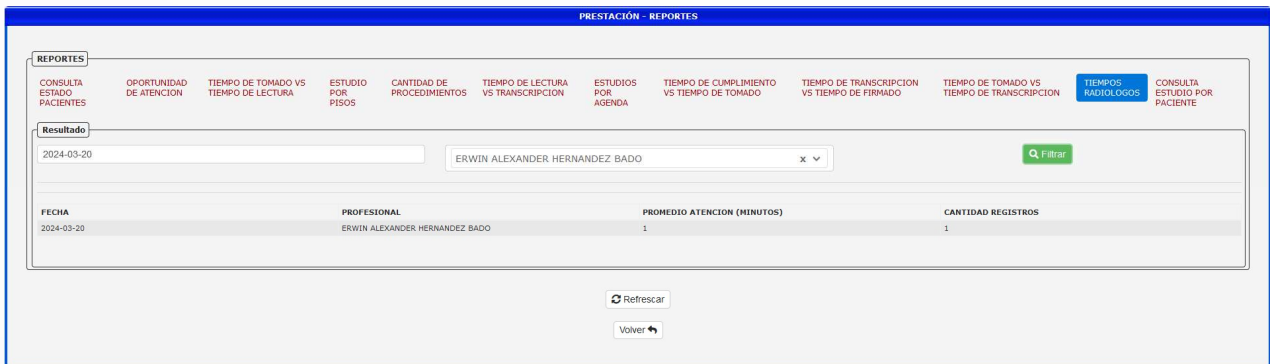 PRESTACIÓN - REPORTES
REPORTES
CONSULTA
ESTADO
PACIENTES
OPORTUNIDAD
DE ATENCION
TIEMPO DE TOMADO VS
TIEMPO DE LECTURA
ESTUDIO
POR
PISOS
CANTIDAD DE
PROCEDIMIENTOS
TIEMPO DE LECTURA
VS TRANSCRIPCION
ESTUDIOS
POR
AGENDA
TIEMPO DE CUMPLIMIENTO
VS TIEMPO DE TOMADO
TIEMPO DE TRANSCRIPCION
VS TIEMPO DE FIRMADO
TIEMPO DE TOMADO VS
TIEMPO DE TRANSCRIPCION
TIEMPOS
RADIOLOGOS
CONSULTA
ESTUDIO POR
PACIENTE
Resultado
2024-03-20
ERWIN ALEXANDER HERNANDEZ BADO
x
Filtrar
FECHA PROFESIONAL PROMEDIO ATENCION (MINUTOS) CANTIDAD REGISTROS
2024-03-20 ERWIN ALEXANDER HERNANDEZ BADO 1 1
Refrescar
Volver